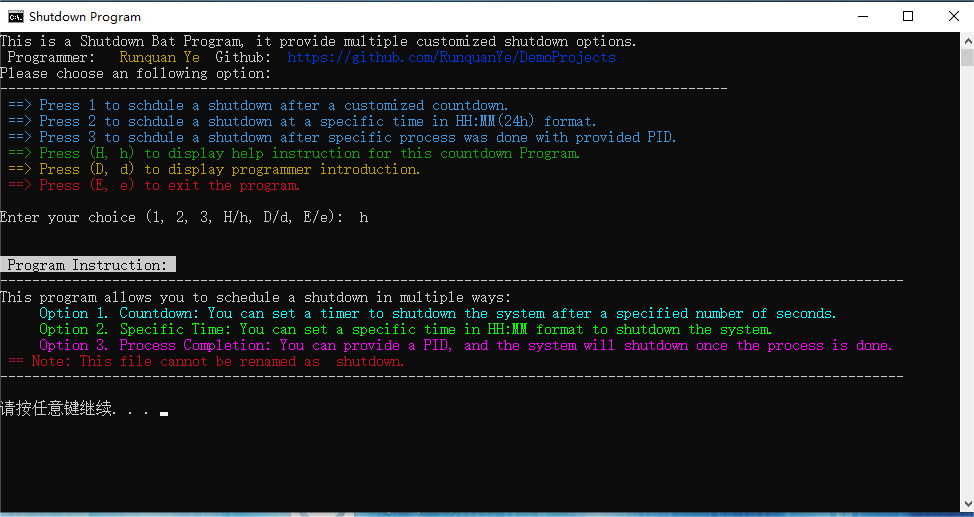 Shutdown Program
This is a Shutdown Bat Program, it provide multiple customized shutdown options.
Programmer: Runquan Ye Github: https://github.com/RunquanYe/DemoProjects
Please choose an following option:
-------------------------------------------------------------------------------------------
==> Press 1 to schdule a shutdown after a customized countdown.
==> Press 2 to schdule a shutdown at a specific time in HH:MM(24h) format.
==> Press 3 to schdule a shutdown after specific process was done with provided PID.
==> Press (H, h) to display help instruction for this countdown Program.
==> Press (D, d) to display programmer introduction.
==> Press (E, e) to exit the program.
Enter your choice (1, 2, 3, H/h, D/d, E/e): h
Program Instruction:
-----------------------------------------------------------------------------------------------------------------
This program allows you to schedule a shutdown in multiple ways:
Option 1. Countdown: You can set a timer to shutdown the system after a specified number of seconds.
Option 2. Specific Time: You can set a specific time in HH:MM format to shutdown the system.
Option 3. Process Completion: You can provide a PID, and the system will shutdown once the process is done.
== Note: This file cannot be renamed as shutdown.
-----------------------------------------------------------------------------------------------------------------
请按任意键继续. . .